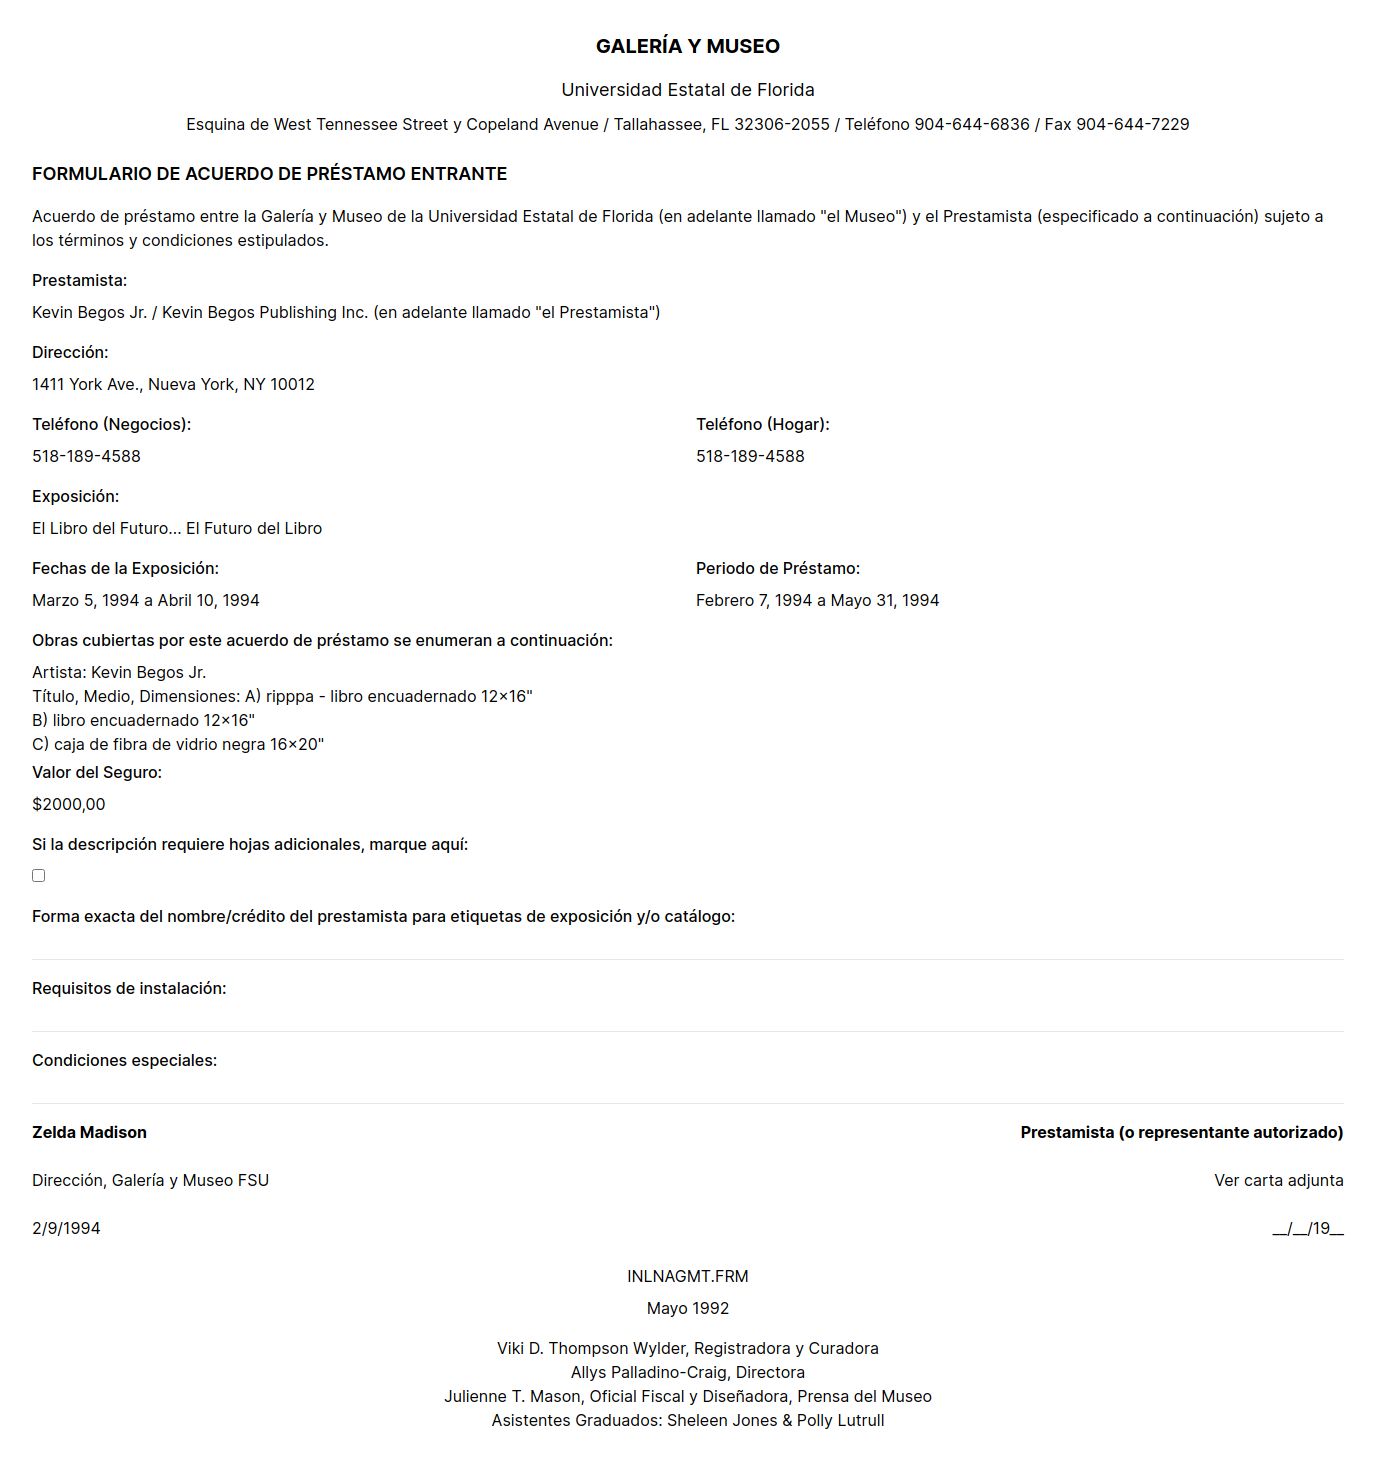 GALERÍA Y MUSEO
Universidad Estatal de Florida
Esquina de West Tennessee Street y Copeland Avenue / Tallahassee, FL 32306-2055 / Teléfono 904-644-6836 / Fax 904-644-7229
FORMULARIO DE ACUERDO DE PRÉSTAMO ENTRANTE
Acuerdo de préstamo entre la Galería y Museo de la Universidad Estatal de Florida (en adelante llamado "el Museo") y el Prestamista (especificado a continuación) sujeto a
los términos y condiciones estipulados.
Prestamista:
Kevin Begos Jr. / Kevin Begos Publishing Inc. (en adelante llamado "el Prestamista")
Dirección:
1411 York Ave., Nueva York, NY 10012
Teléfono (Negocios):
518-189-4588
Teléfono (Hogar):
518-189-4588
Exposición:
El Libro del Futuro... El Futuro del Libro
Fechas de la Exposición:
Marzo 5, 1994 a Abril 10, 1994
Periodo de Préstamo:
Febrero 7, 1994 a Mayo 31, 1994
Obras cubiertas por este acuerdo de préstamo se enumeran a continuación:
Artista: Kevin Begos Jr.
Título, Medio, Dimensiones: A) ripppa - libro encuadernado 12×16"
B) libro encuadernado 12×16"
C) caja de fibra de vidrio negra 16×20"
Valor del Seguro:
$2000,00
Si la descripción requiere hojas adicionales, marque aquí:
Forma exacta del nombre/crédito del prestamista para etiquetas de exposición y/o catálogo:
Requisitos de instalación:
Condiciones especiales:
Zelda Madison
Dirección, Galería y Museo FSU
2/9/1994
Prestamista (o representante autorizado)
Ver carta adjunta
__/__/19__
INLNAGMT.FRM
Mayo 1992
Viki D. Thompson Wylder, Registradora y Curadora
Allys Palladino-Craig, Directora
Julienne T. Mason, Oficial Fiscal y Diseñadora, Prensa del Museo
Asistentes Graduados: Sheleen Jones & Polly Lutrull